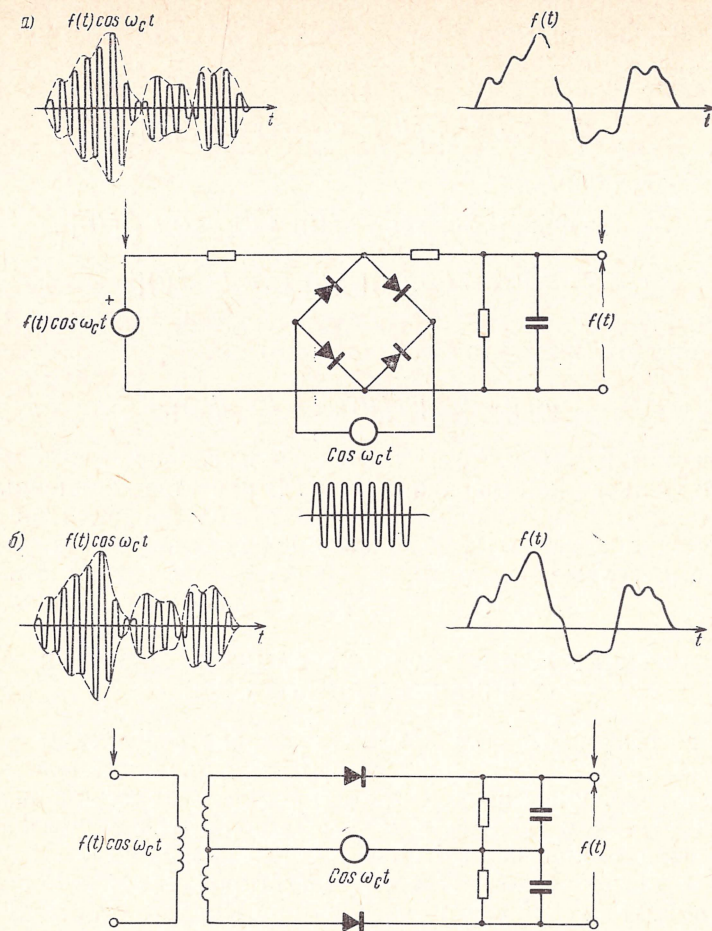 а)
f(t) cos ω_c t
f(t)
t
t
+
f(t) cos ω_c t
f(t)
Cos ω_c t
б)
f(t) cos ω_c t
f(t)
t
t
f(t) cos ω_c t
Cos ω_c t
f(t)